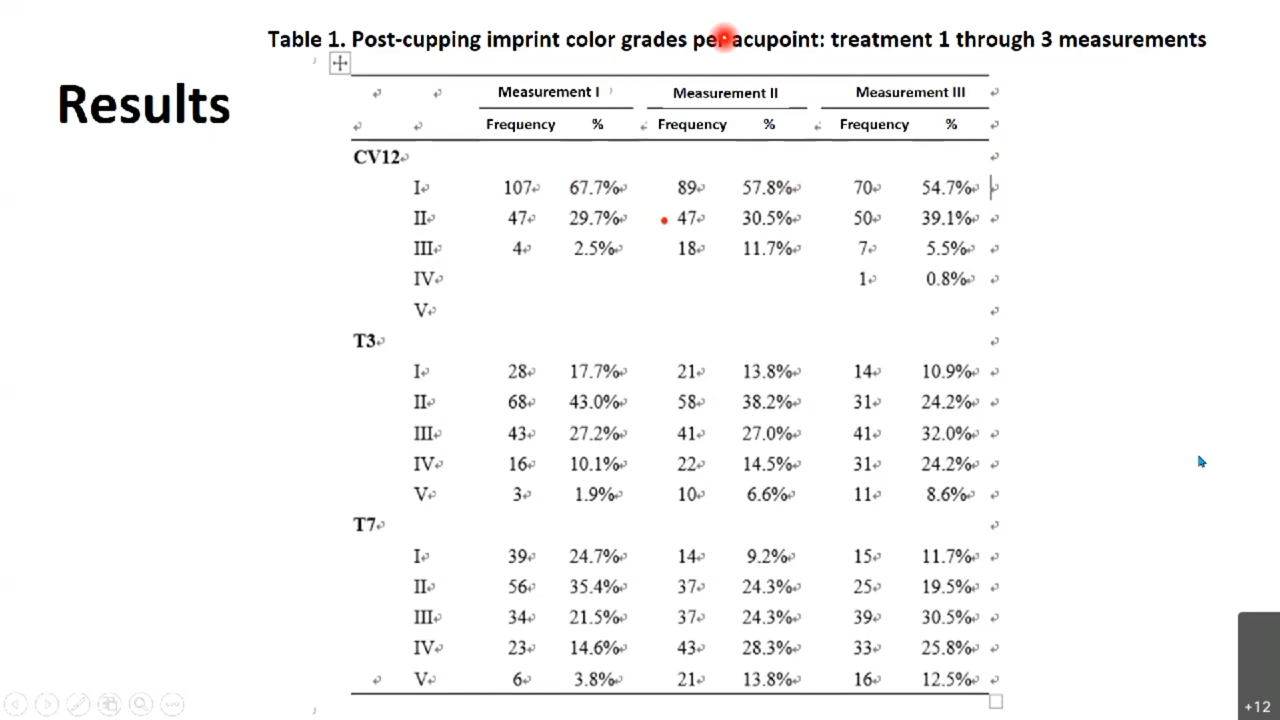 Table 1. Post-cupping imprint color grades per acupoint: treatment 1 through 3 measurements
Results
Measurement I Measurement II Measurement III
Frequency % Frequency % Frequency %
CV12
I 107 67.7% 89 57.8% 70 54.7%
II 47 29.7% 47 30.5% 50 39.1%
III 4 2.5% 18 11.7% 7 5.5%
IV 1 0.8%
V
T3
I 28 17.7% 21 13.8% 14 10.9%
II 68 43.0% 58 38.2% 31 24.2%
III 43 27.2% 41 27.0% 41 32.0%
IV 16 10.1% 22 14.5% 31 24.2%
V 3 1.9% 10 6.6% 11 8.6%
T7
I 39 24.7% 14 9.2% 15 11.7%
II 56 35.4% 37 24.3% 25 19.5%
III 34 21.5% 37 24.3% 39 30.5%
IV 23 14.6% 43 28.3% 33 25.8%
V 6 3.8% 21 13.8% 16 12.5%
+12